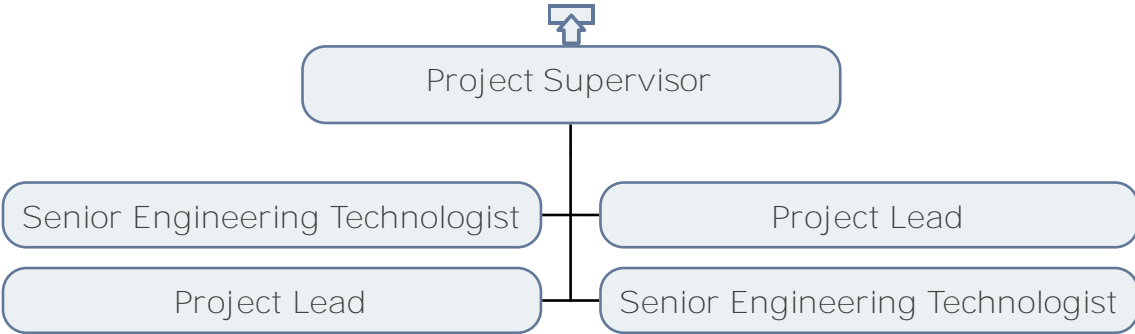 Project Supervisor
Senior Engineering Technologist
Project Lead
Project Lead
Senior Engineering Technologist